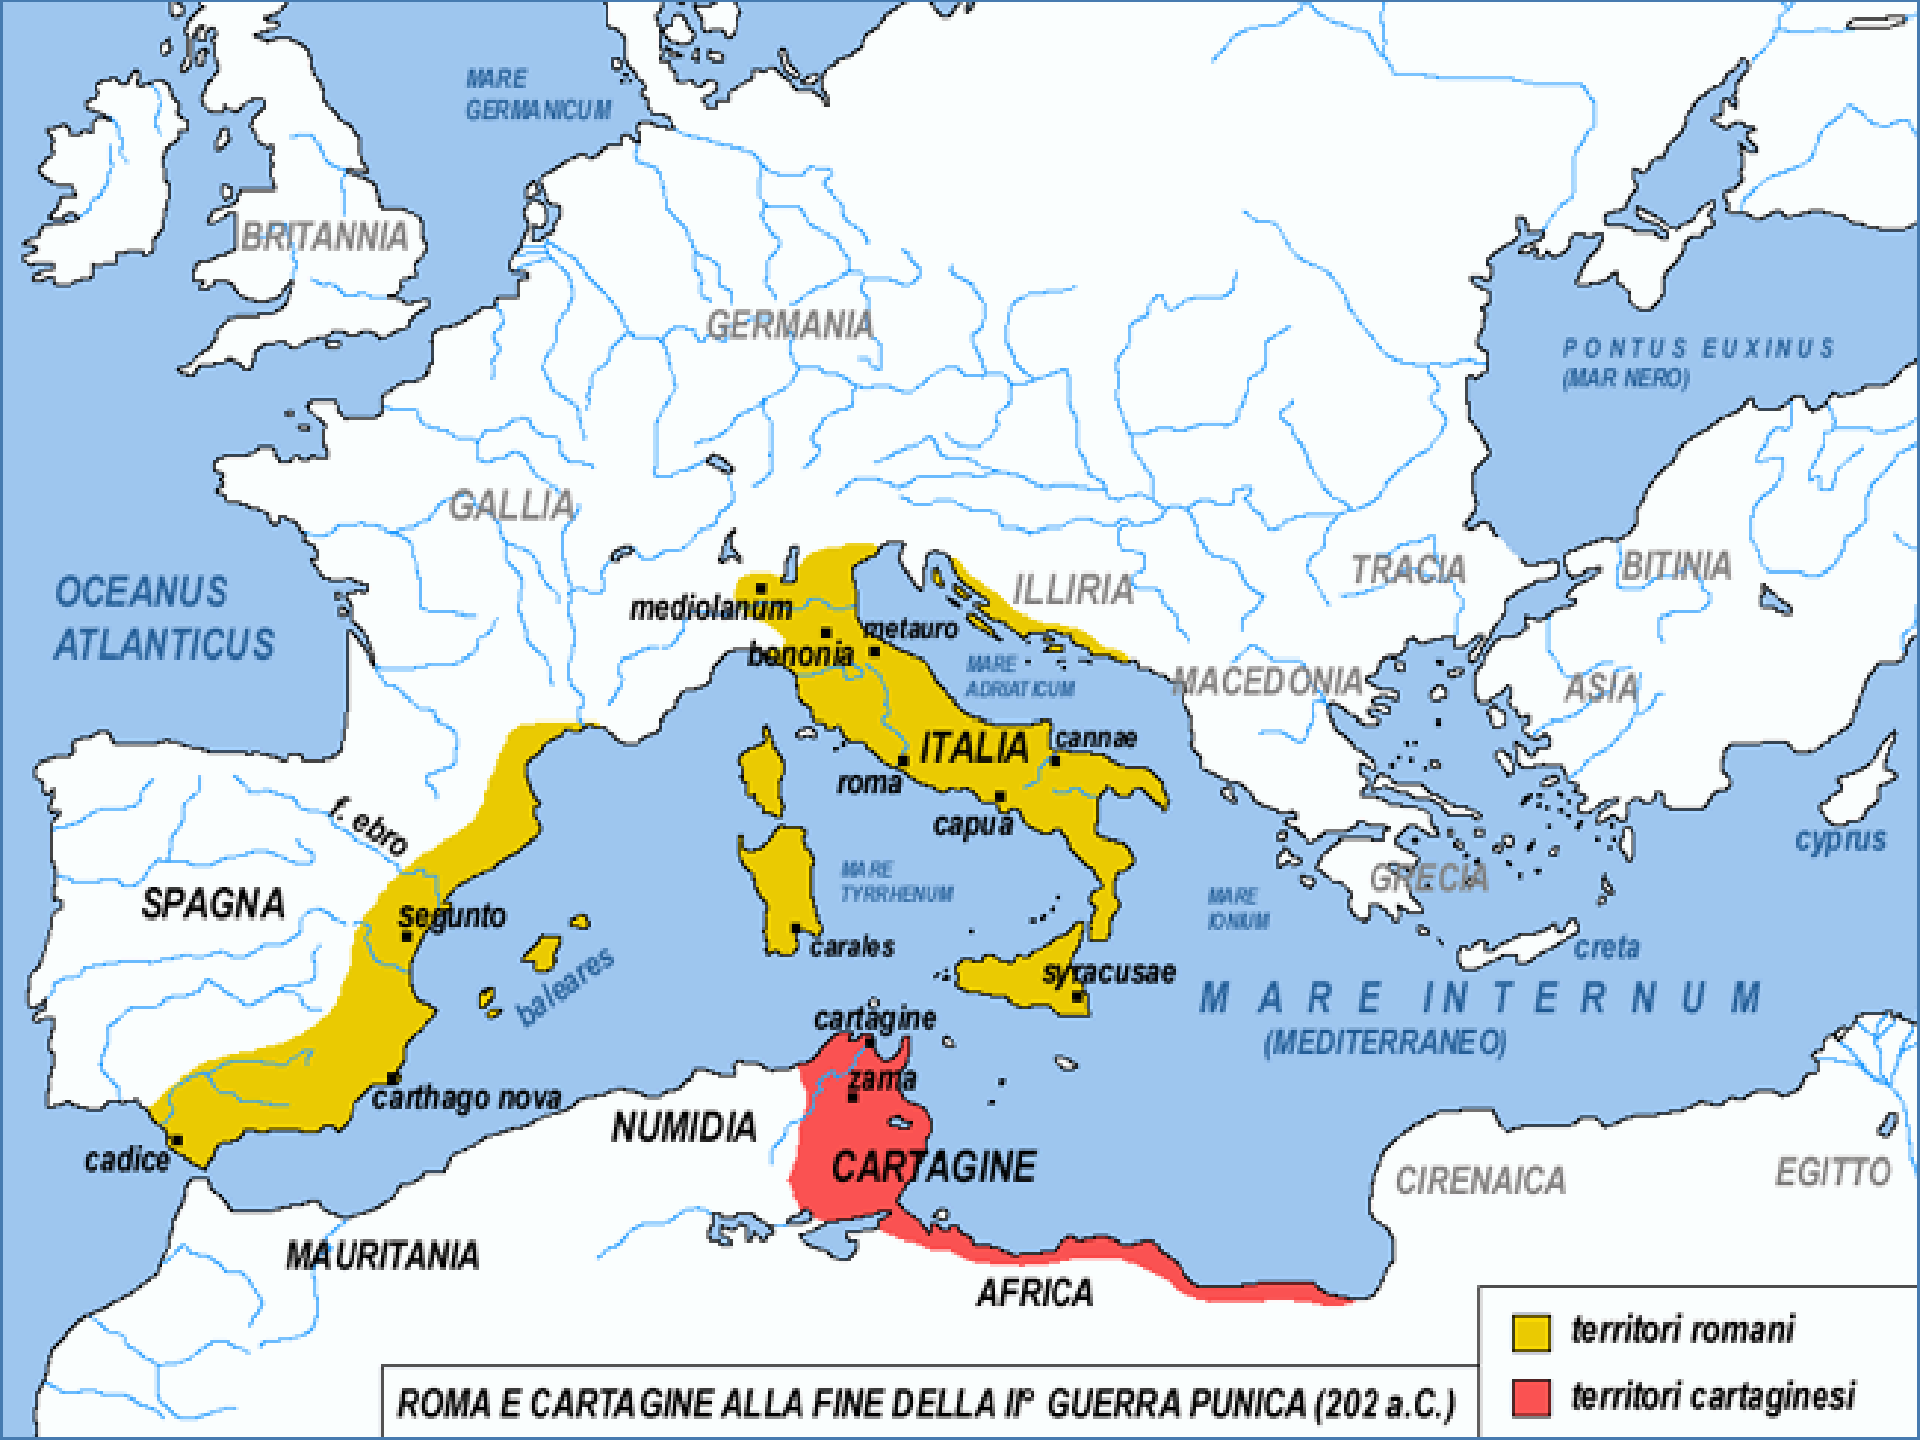 MARE
GERMANICUM
BRITANNIA
GERMANIA
PONTUS EUXINUS
(MAR NERO)
GALLIA
OCEANUS
ATLANTICUS
ILLIRIA
TRACIA
BITINIA
mediolanum
metauro
bononia
MARE
ADRIATICUM
MACEDONIA
ASIA
ITALIA
cannae
roma
capua
f. ebro
cyprus
SPAGNA
segunto
MARE
TYRRHENUM
GRECIA
MARE
IONIUM
carales
creta
baleares
syracusae
MARE INTERNUM
(MEDITERRANEO)
cartagine
zama
carthago nova
NUMIDIA
cadice
CARTAGINE
CIRENAICA
EGITTO
MAURITANIA
AFRICA
territori romani
territori cartaginesi
ROMA E CARTAGINE ALLA FINE DELLA II° GUERRA PUNICA (202 a.C.)